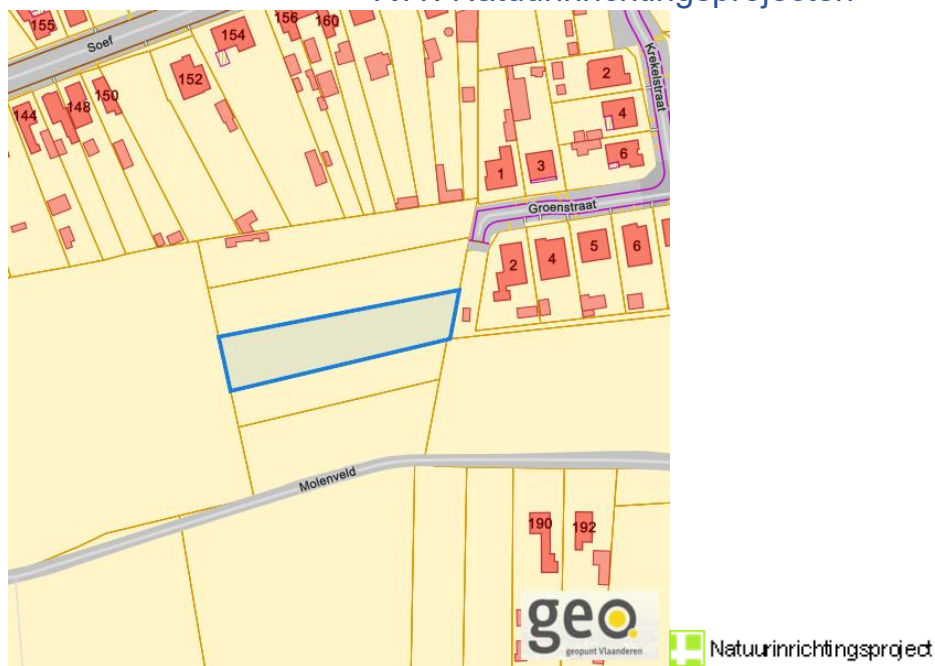 Natuurinrichtingsprojecten
155
Soef
154
156
160
152
144
148
150
Krekelstraat
2
4
6
1
3
Groenstraat
2
4
5
6
Molenveld
190
192
geo
geopunt Vlaanderen
Natuurinrichtingsproject